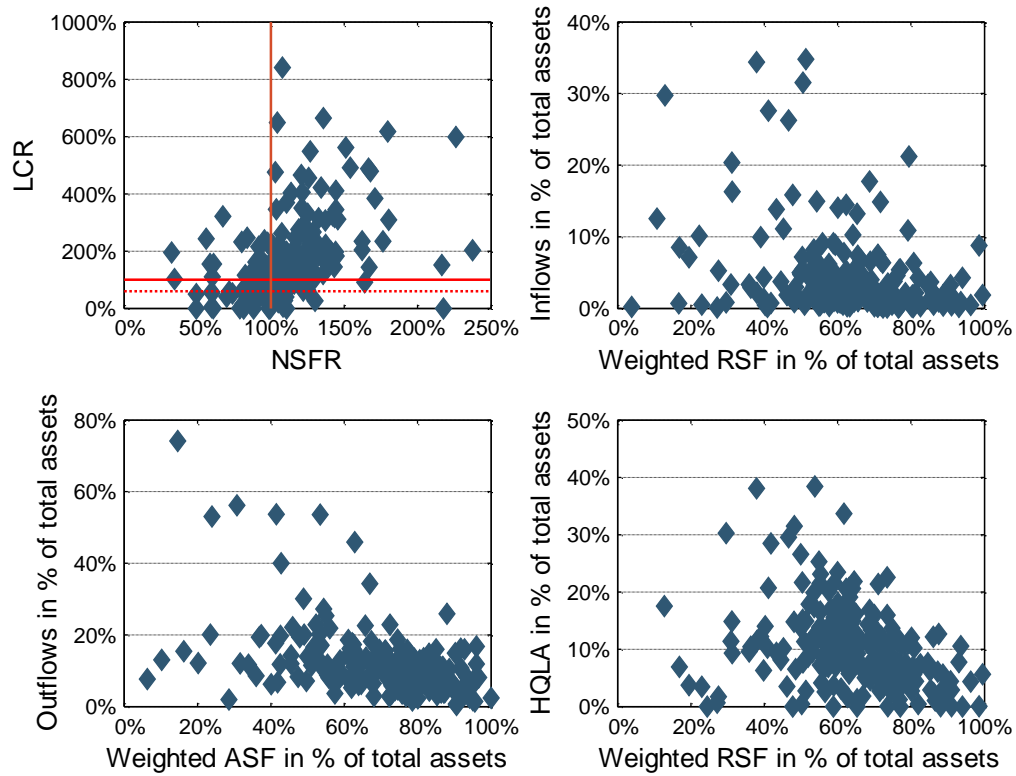 1000%
800%
600%
400%
200%
0%
LCR
0% 50% 100% 150% 200% 250%
NSFR
40%
30%
20%
10%
0%
Inflows in % of total assets
0% 20% 40% 60% 80% 100%
Weighted RSF in % of total assets
80%
60%
40%
20%
0%
Outflows in % of total assets
0% 20% 40% 60% 80% 100%
Weighted ASF in % of total assets
50%
40%
30%
20%
10%
0%
HQLA in % of total assets
0% 20% 40% 60% 80% 100%
Weighted RSF in % of total assets